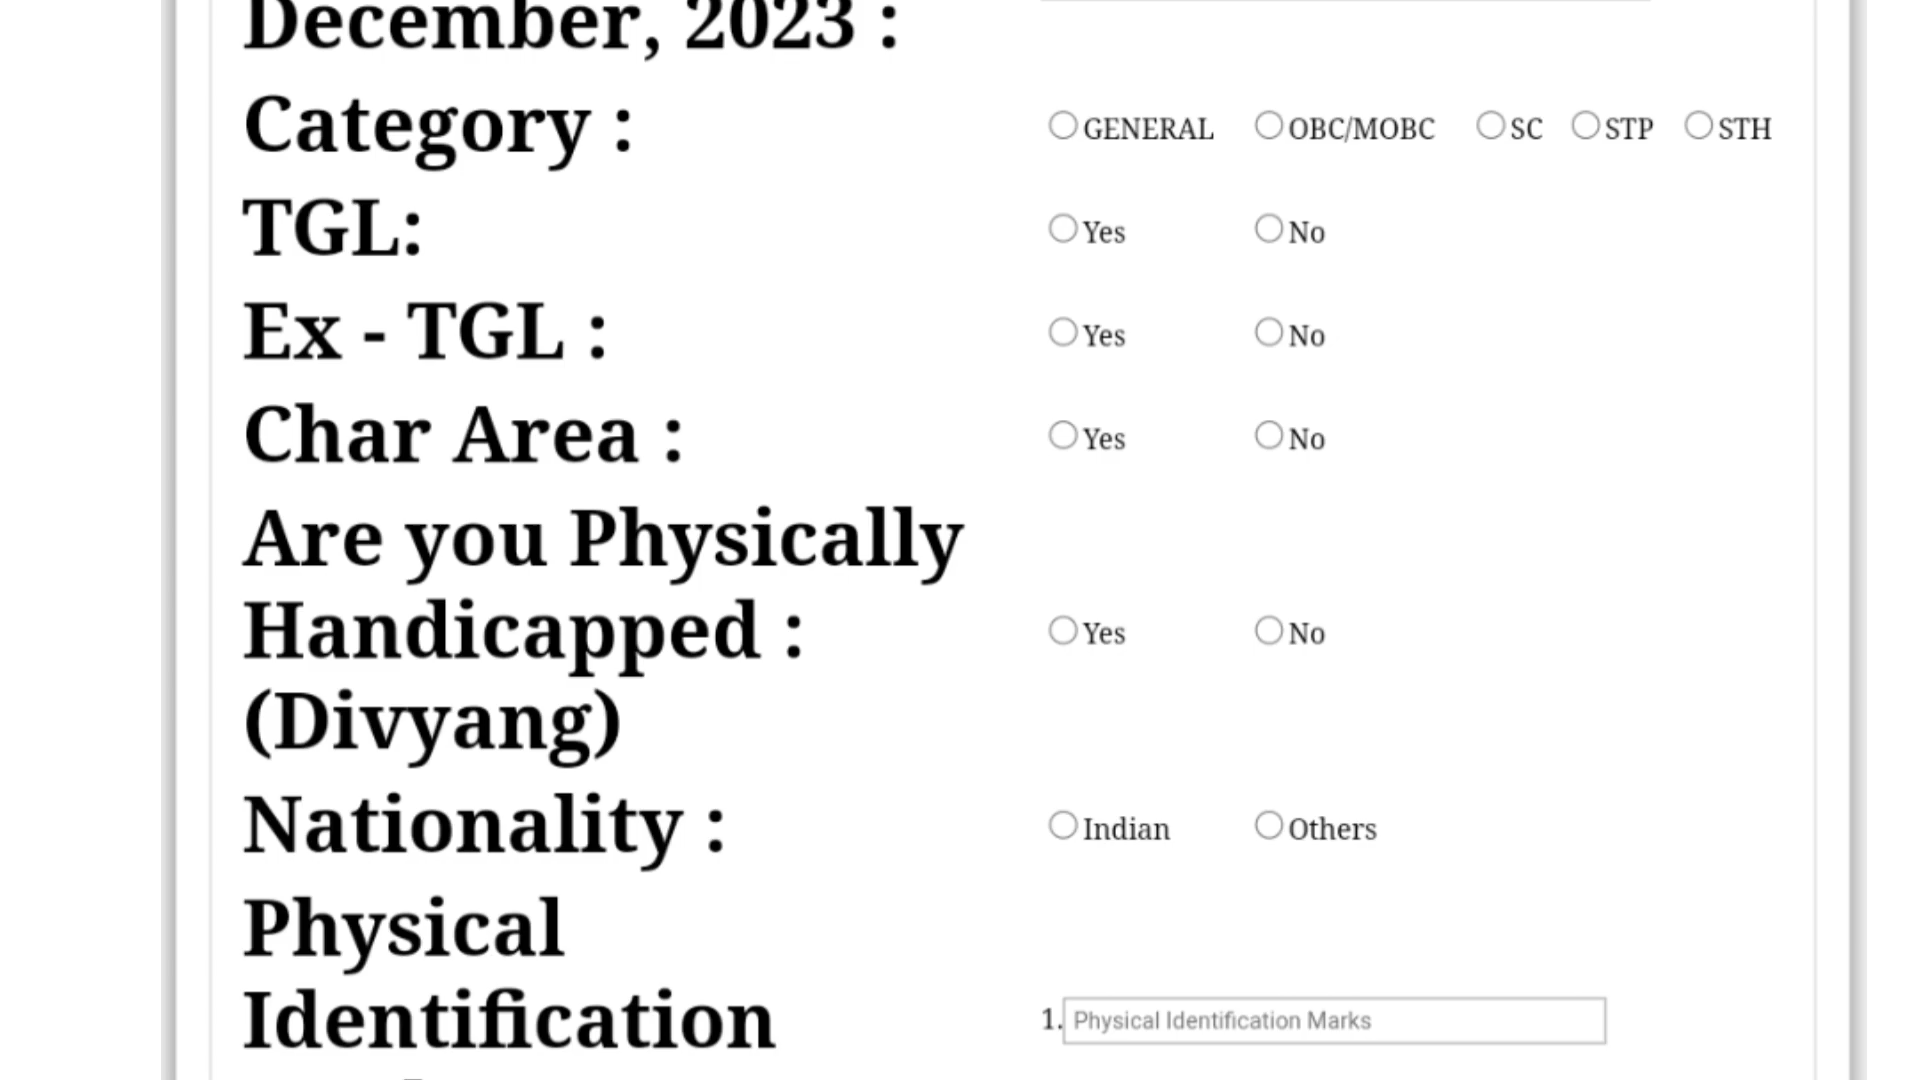 December, 2023 :
Category : GENERAL OBC/MOBC SC STP STH
TGL: Yes No
Ex - TGL : Yes No
Char Area : Yes No
Are you Physically
Handicapped : Yes No
(Divyang)
Nationality : Indian Others
Physical
Identification 1. Physical Identification Marks